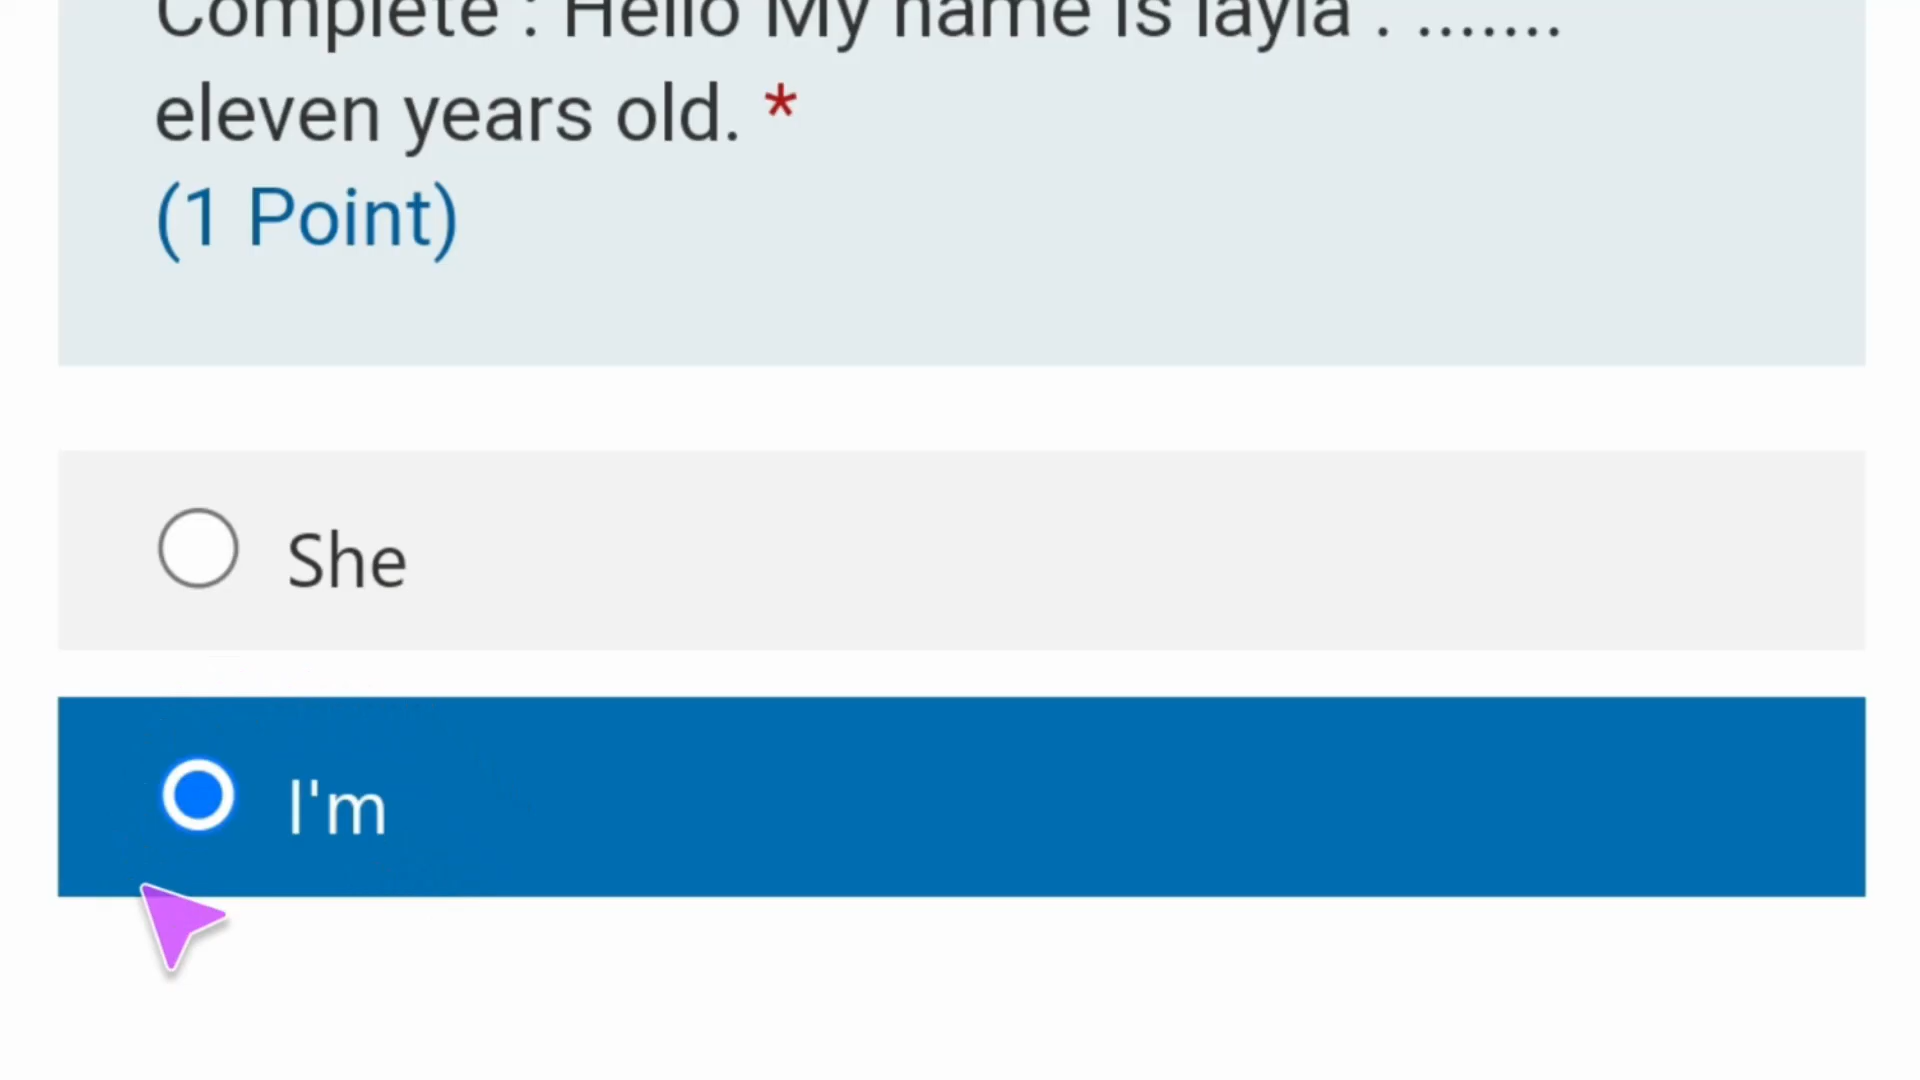 Complete : Hello My name is layla . .......
eleven years old. *
(1 Point)
She
I'm